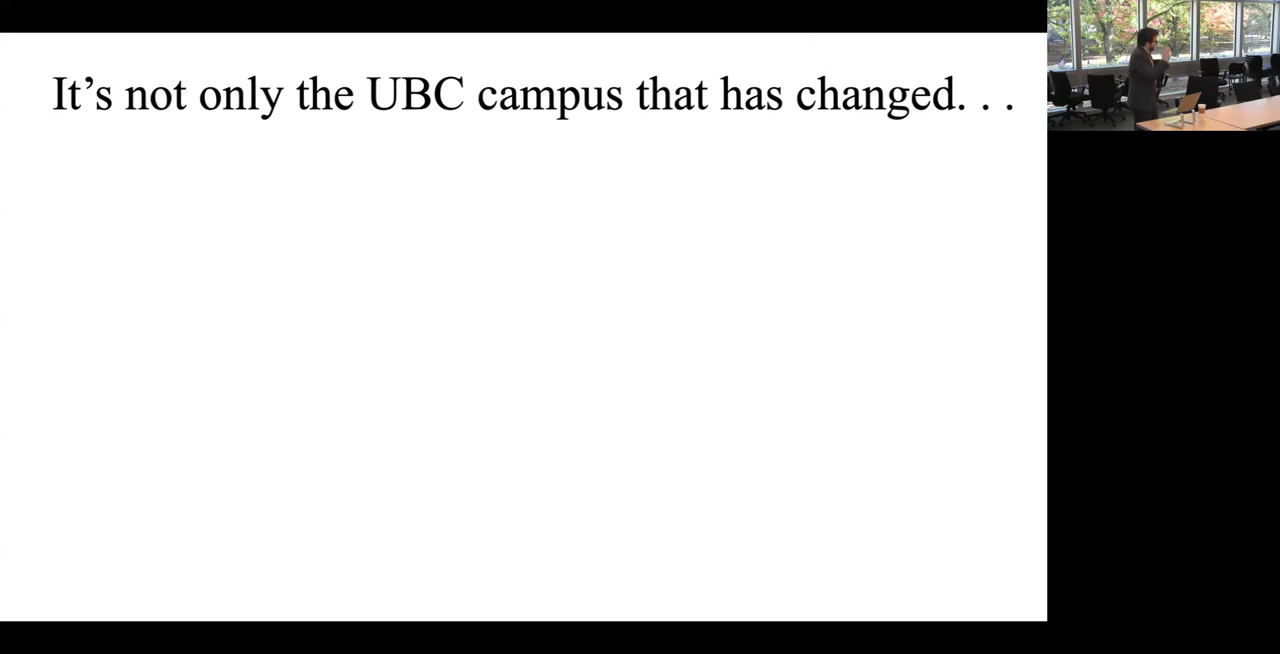 It’s not only the UBC campus that has changed. . .